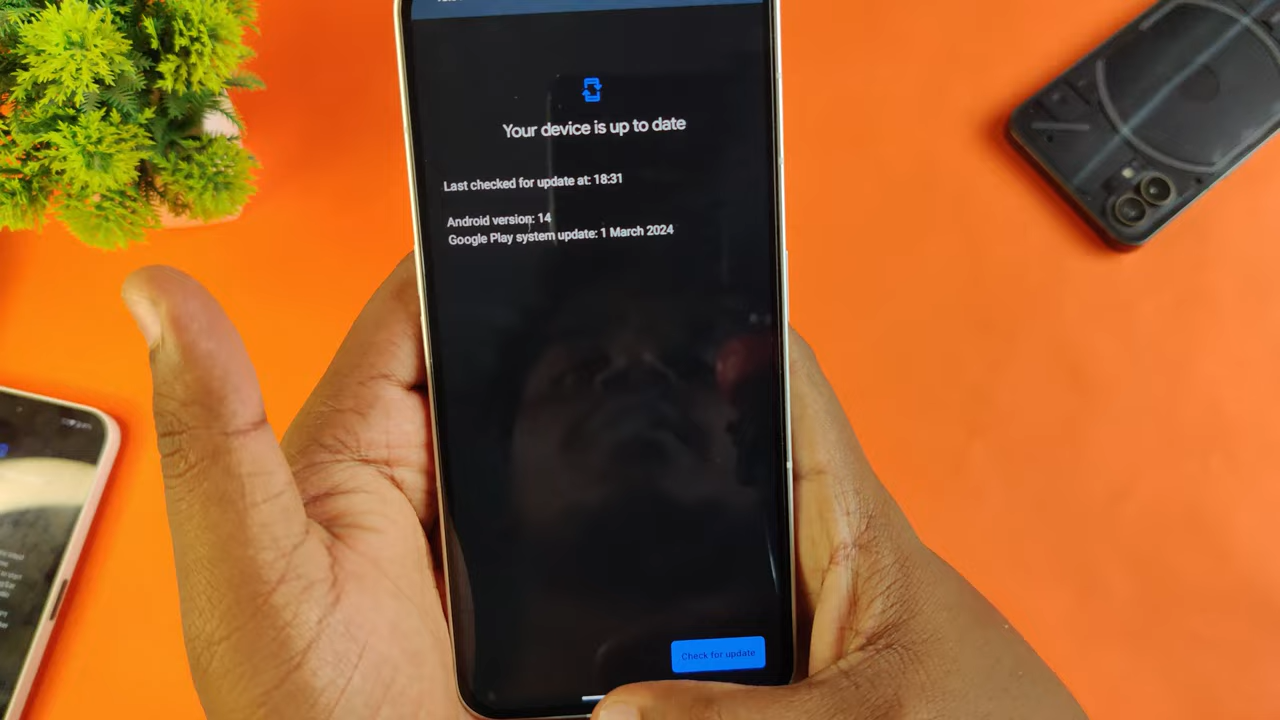 Your device is up to date
Last checked for update at: 18:31
Android version: 14
Google Play system update: 1 March 2024
Check for update